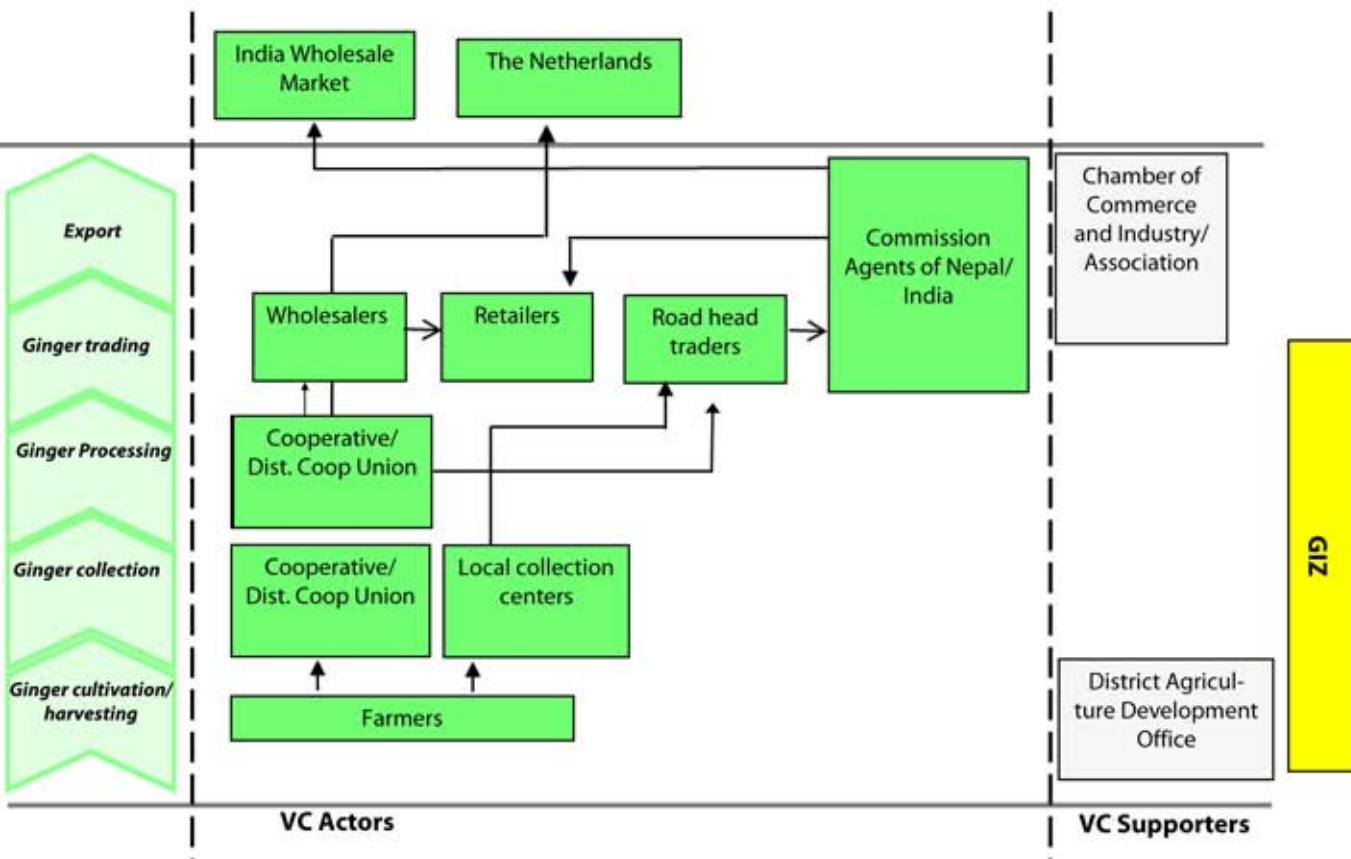 India Wholesale
Market
The Netherlands
Export
Ginger trading
Ginger Processing
Ginger collection
Ginger cultivation/
harvesting
Commission
Agents of Nepal/
India
Wholesalers
Retailers
Road head
traders
Cooperative/
Dist. Coop Union
Cooperative/
Dist. Coop Union
Local collection
centers
Farmers
Chamber of
Commerce
and Industry/
Association
District Agricul-
ture Development
Office
GIZ
VC Actors
VC Supporters